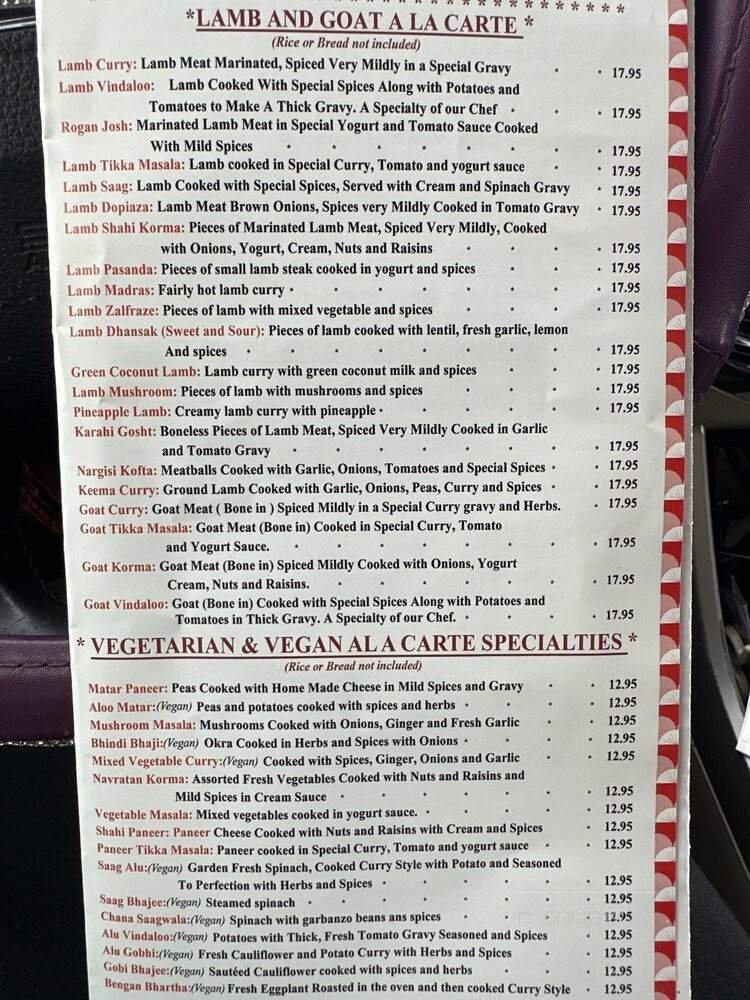 *LAMB AND GOAT A LA CARTE *
(Rice or Bread not included)
Lamb Curry: Lamb Meat Marinated, Spiced Very Mildly in a Special Gravy 17.95
Lamb Vindaloo: Lamb Cooked With Special Spices Along with Potatoes and
Tomatoes to Make A Thick Gravy. A Specialty of our Chef 17.95
Rogan Josh: Marinated Lamb Meat in Special Yogurt and Tomato Sauce Cooked
With Mild Spices 17.95
Lamb Tikka Masala: Lamb cooked in Special Curry, Tomato and yogurt sauce 17.95
Lamb Saag: Lamb Cooked with Special Spices, Served with Cream and Spinach Gravy 17.95
Lamb Dopiaza: Lamb Meat Brown Onions, Spices very Mildly Cooked in Tomato Gravy 17.95
Lamb Shahi Korma: Pieces of Marinated Lamb Meat, Spiced Very Mildly, Cooked
with Onions, Yogurt, Cream, Nuts and Raisins 17.95
Lamb Pasanda: Pieces of small lamb steak cooked in yogurt and spices 17.95
Lamb Madras: Fairly hot lamb curry 17.95
Lamb Zalfraze: Pieces of lamb with mixed vegetable and spices 17.95
Lamb Dhansak (Sweet and Sour): Pieces of lamb cooked with lentil, fresh garlic, lemon
And spices 17.95
Green Coconut Lamb: Lamb curry with green coconut milk and spices 17.95
Lamb Mushroom: Pieces of lamb with mushrooms and spices 17.95
Pineapple Lamb: Creamy lamb curry with pineapple 17.95
Karahi Gosht: Boneless Pieces of Lamb Meat, Spiced Very Mildly Cooked in Garlic
and Tomato Gravy 17.95
Nargisi Kofta: Meatballs Cooked with Garlic, Onions, Tomatoes and Special Spices 17.95
Keema Curry: Ground Lamb Cooked with Garlic, Onions, Peas, Curry and Spices 17.95
Goat Curry: Goat Meat ( Bone in ) Spiced Mildly in a Special Curry gravy and Herbs. 17.95
Goat Tikka Masala: Goat Meat (Bone in) Cooked in Special Curry, Tomato
and Yogurt Sauce. 17.95
Goat Korma: Goat Meat (Bone in) Spiced Mildly Cooked with Onions, Yogurt
Cream, Nuts and Raisins. 17.95
Goat Vindaloo: Goat (Bone in) Cooked with Special Spices Along with Potatoes and
Tomatoes in Thick Gravy. A Specialty of our Chef. 17.95
* VEGETARIAN & VEGAN AL A CARTE SPECIALTIES *
(Rice or Bread not included)
Matar Paneer: Peas Cooked with Home Made Cheese in Mild Spices and Gravy 12.95
Aloo Matar:(Vegan) Peas and potatoes cooked with spices and herbs 12.95
Mushroom Masala: Mushrooms Cooked with Onions, Ginger and Fresh Garlic 12.95
Bhindi Bhaji:(Vegan) Okra Cooked in Herbs and Spices with Onions 12.95
Mixed Vegetable Curry:(Vegan) Cooked with Spices, Ginger, Onions and Garlic 12.95
Navratan Korma: Assorted Fresh Vegetables Cooked with Nuts and Raisins and
Mild Spices in Cream Sauce 12.95
Vegetable Masala: Mixed vegetables cooked in yogurt sauce. 12.95
Shahi Paneer: Paneer Cheese Cooked with Nuts and Raisins with Cream and Spices 12.95
Paneer Tikka Masala: Paneer cooked in Special Curry, Tomato and yogurt sauce 12.95
Saag Alu:(Vegan) Garden Fresh Spinach, Cooked Curry Style with Potato and Seasoned
To Perfection with Herbs and Spices 12.95
Saag Bhajee:(Vegan) Steamed spinach 12.95
Chana Saagwala:(Vegan) Spinach with garbanzo beans ans spices 12.95
Alu Vindaloo:(Vegan) Potatoes with Thick, Fresh Tomato Gravy Seasoned and Spices 12.95
Alu Gobhi:(Vegan) Fresh Cauliflower and Potato Curry with Herbs and Spices 12.95
Gobi Bhajee:(Vegan) Sautéed Cauliflower cooked with spices and herbs 12.95
Bengan Bhartha:(Vegan) Fresh Eggplant Roasted in the oven and then cooked Curry Style 12.95